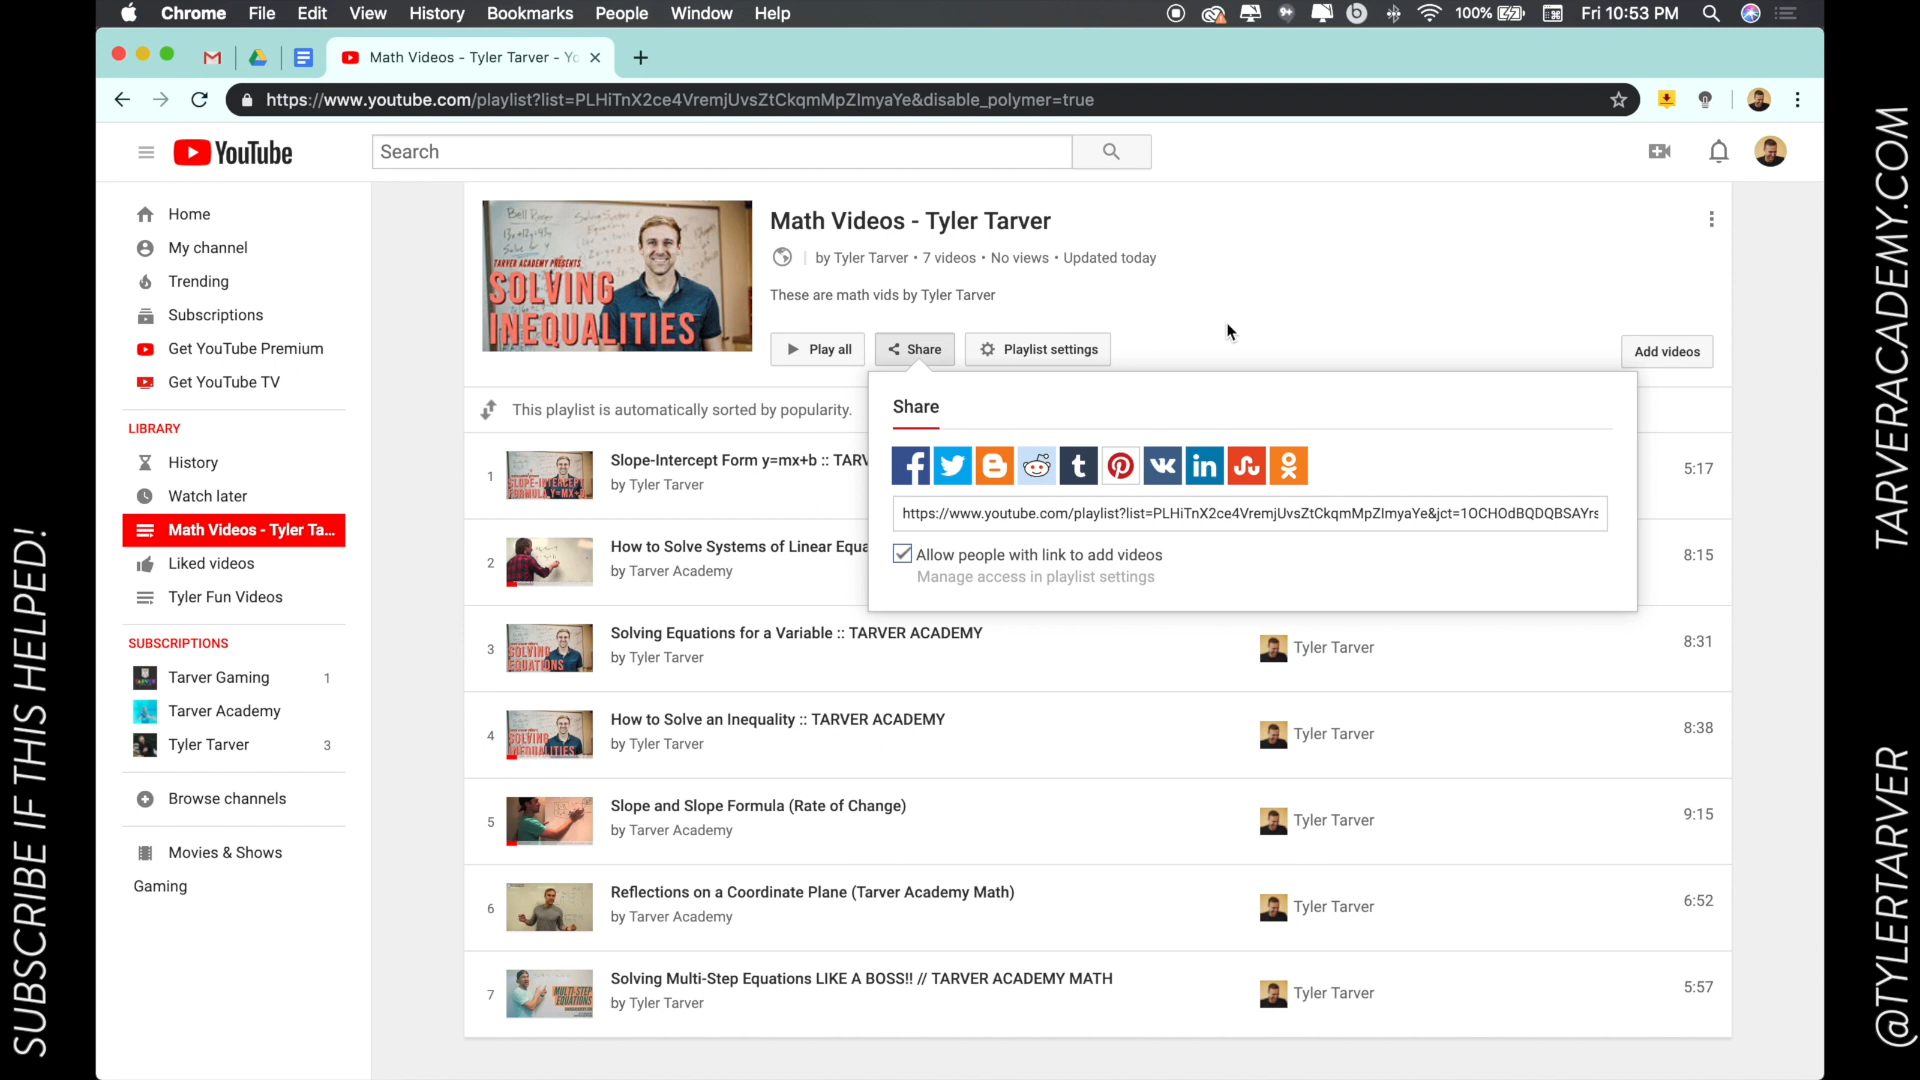 Chrome File Edit View History Bookmarks People Window Help
100% Fri 10:53 PM
Math Videos - Tyler Tarver - Yo
https://www.youtube.com/playlist?list=PLHiTnX2ce4VremjUvsZtCkqmMpZImyaYe&disable_polymer=true
YouTube
Search
Home
My channel
Trending
Subscriptions
Get YouTube Premium
Get YouTube TV
LIBRARY
History
Watch later
Math Videos - Tyler Ta...
Liked videos
Tyler Fun Videos
SUBSCRIPTIONS
Tarver Gaming 1
Tarver Academy
Tyler Tarver 3
Browse channels
Movies & Shows
Gaming
TARVER ACADEMY PRESENTS
SOLVING
INEQUALITIES
Math Videos - Tyler Tarver
by Tyler Tarver • 7 videos • No views • Updated today
These are math vids by Tyler Tarver
Play all Share Playlist settings
Add videos
This playlist is automatically sorted by popularity.
Share
https://www.youtube.com/playlist?list=PLHiTnX2ce4VremjUvsZtCkqmMpZImyaYe&jct=1OCHOdBQDQBSAYrs
Allow people with link to add videos
Manage access in playlist settings
1 Slope-Intercept Form y=mx+b :: TARV 5:17
by Tyler Tarver
2 How to Solve Systems of Linear Equa 8:15
by Tarver Academy
3 Solving Equations for a Variable :: TARVER ACADEMY Tyler Tarver 8:31
by Tyler Tarver
4 How to Solve an Inequality :: TARVER ACADEMY Tyler Tarver 8:38
by Tyler Tarver
5 Slope and Slope Formula (Rate of Change) Tyler Tarver 9:15
by Tarver Academy
6 Reflections on a Coordinate Plane (Tarver Academy Math) Tyler Tarver 6:52
by Tarver Academy
7 Solving Multi-Step Equations LIKE A BOSS!! // TARVER ACADEMY MATH Tyler Tarver 5:57
by Tyler Tarver
SUBSCRIBE IF THIS HELPED!
TARVERACADEMY.COM
@TYLERTARVER